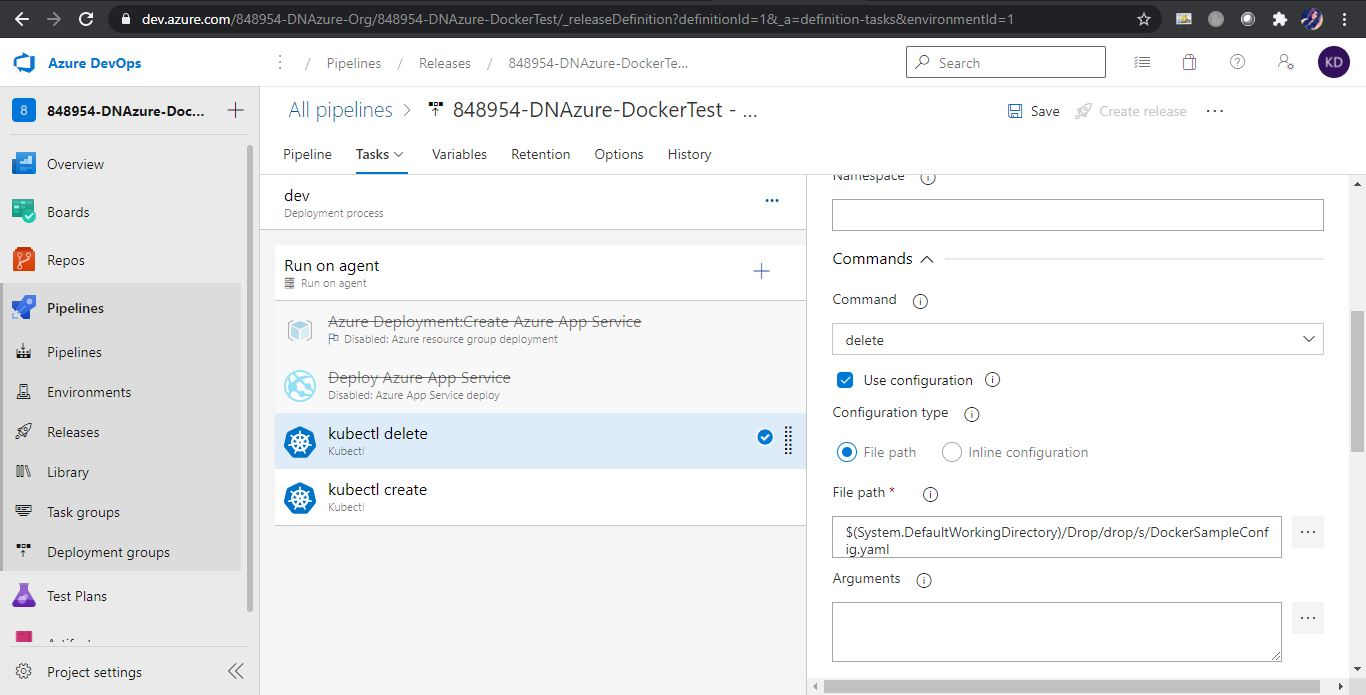 dev.azure.com/848954-DNAzure-Org/848954-DNAzure-DockerTest/_releaseDefinition?definitionId=1&_a=definition-tasks&environmentId=1
Azure DevOps
/ Pipelines / Releases / 848954-DNAzure-DockerTe...
Search
KD
8
848954-DNAzure-Doc...
Overview
Boards
Repos
Pipelines
Pipelines
Environments
Releases
Library
Task groups
Deployment groups
Test Plans
Project settings
All pipelines
848954-DNAzure-DockerTest - ...
Save
Create release
Pipeline
Tasks
Variables
Retention
Options
History
dev
Deployment process
Run on agent
Run on agent
Azure Deployment:Create Azure App Service
Disabled: Azure resource group deployment
Deploy Azure App Service
Disabled: Azure App Service deploy
kubectl delete
Kubectl
kubectl create
Kubectl
Namespace
Commands
Command
delete
Use configuration
Configuration type
File path
Inline configuration
File path *
$(System.DefaultWorkingDirectory)/Drop/drop/s/DockerSampleConf
ig.yaml
Arguments